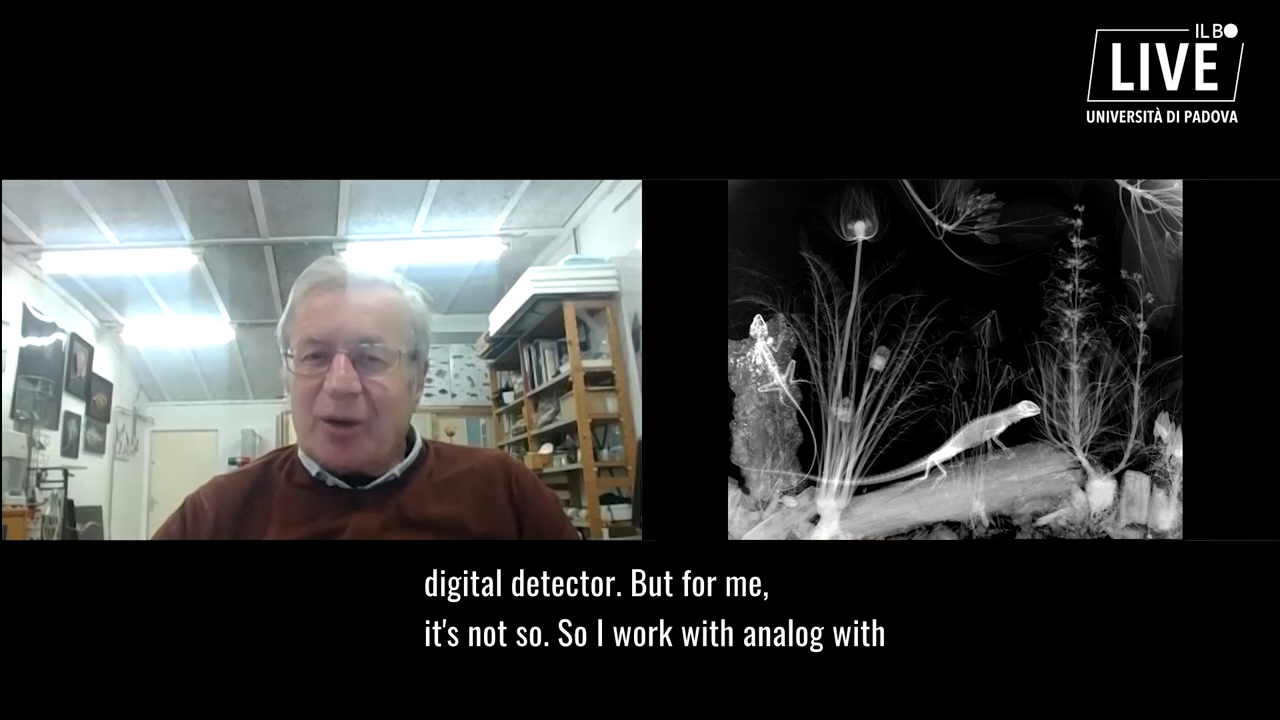 IL BO
LIVE
UNIVERSITÀ DI PADOVA
digital detector. But for me,
it's not so. So I work with analog with